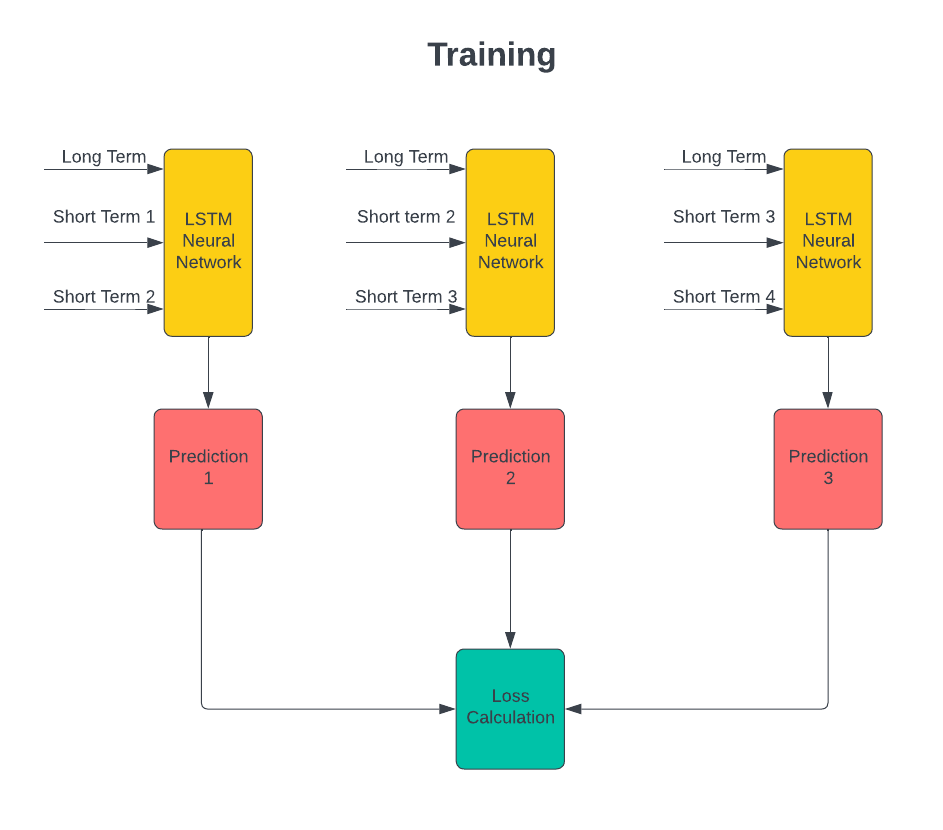 Training
Long Term
Short Term 1
Short Term 2
LSTM
Neural
Network
Long Term
Short term 2
Short Term 3
LSTM
Neural
Network
Long Term
Short Term 3
Short Term 4
LSTM
Neural
Network
Prediction
1
Prediction
2
Prediction
3
Loss
Calculation